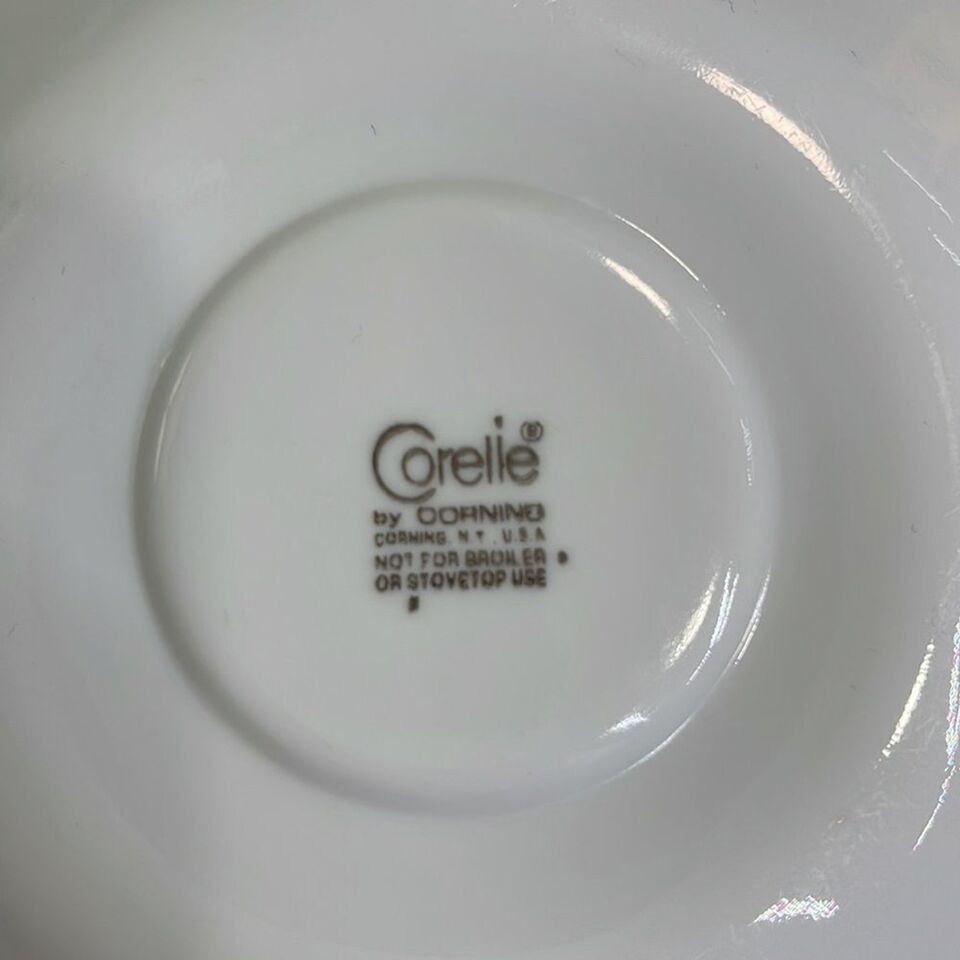 Corelle®
by CORNING
CORNING, N.Y., U.S.A.
NOT FOR BROILER
OR STOVETOP USE